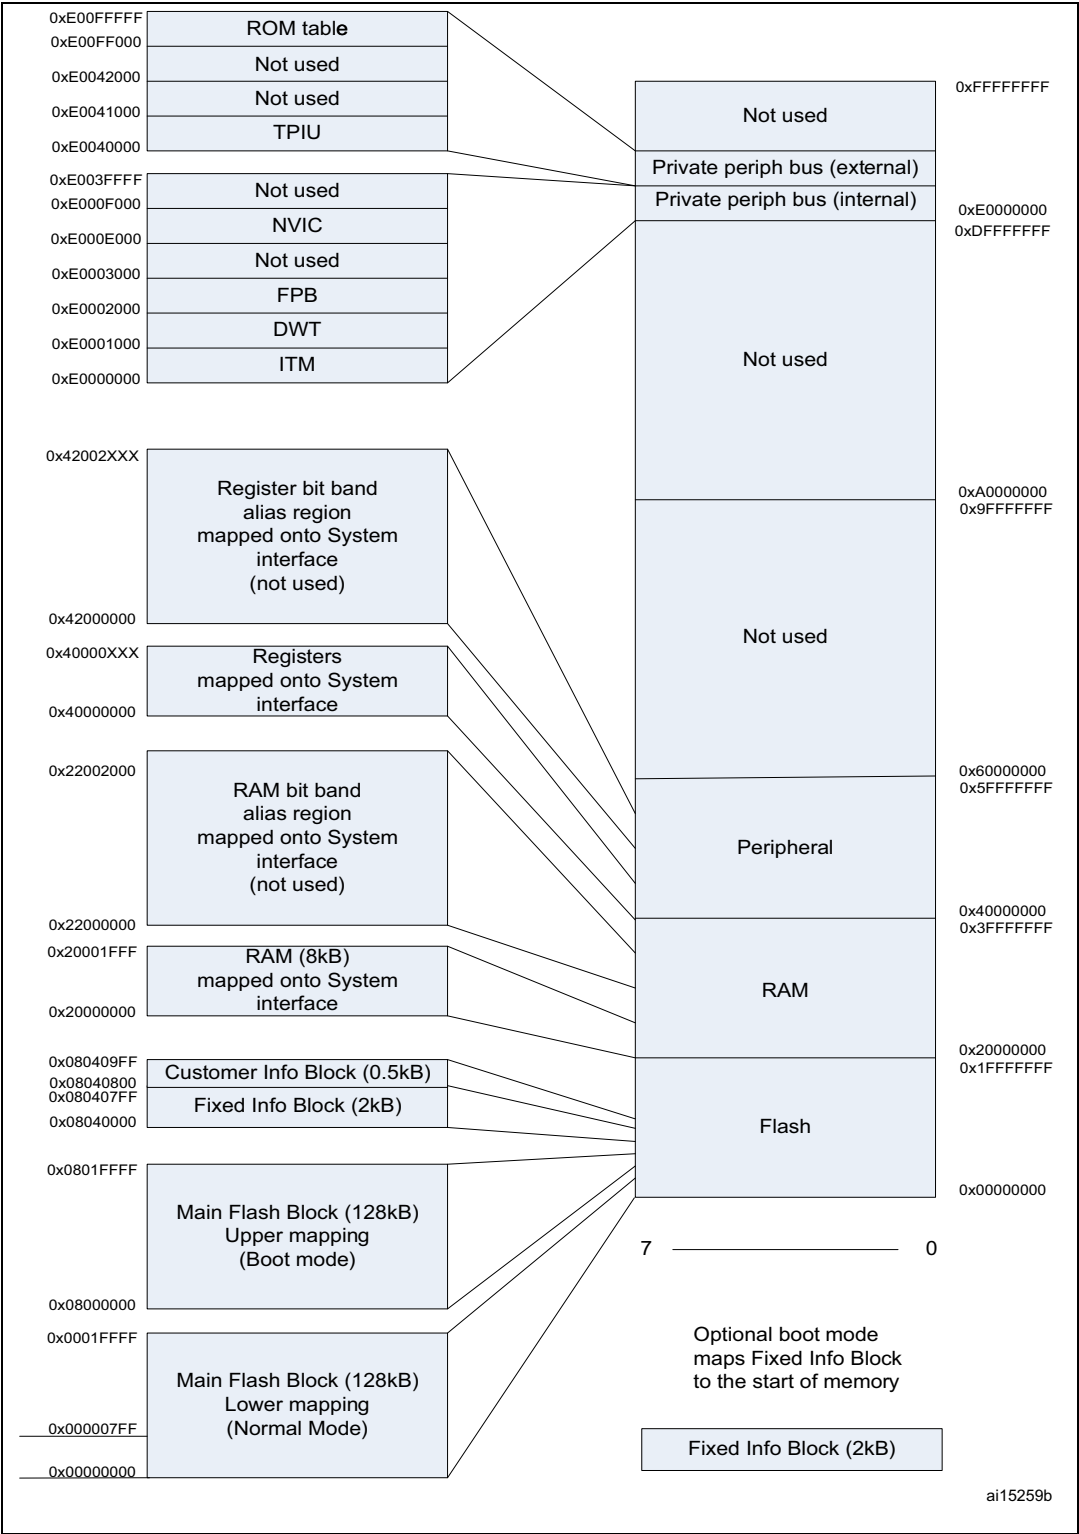 0xE00FFFFF
ROM table
0xE00FF000
Not used
0xE0042000
Not used
0xE0041000
TPIU
0xE0040000
0xE003FFFF
Not used
0xE000F000
NVIC
0xE000E000
Not used
0xE0003000
FPB
0xE0002000
DWT
0xE0001000
ITM
0xE0000000
0x42002XXX
Register bit band
alias region
mapped onto System
interface
(not used)
0x42000000
0x40000XXX
Registers
mapped onto System
interface
0x40000000
0x22002000
RAM bit band
alias region
mapped onto System
interface
(not used)
0x22000000
0x20001FFF
RAM (8kB)
mapped onto System
interface
0x20000000
0x080409FF
Customer Info Block (0.5kB)
0x08040800
0x080407FF
Fixed Info Block (2kB)
0x08040000
0x0801FFFF
Main Flash Block (128kB)
Upper mapping
(Boot mode)
0x08000000
0x0001FFFF
Main Flash Block (128kB)
Lower mapping
(Normal Mode)
0x000007FF
0x00000000
0xFFFFFFFF
Not used
Private periph bus (external)
Private periph bus (internal)
0xE0000000
0xDFFFFFFF
Not used
0xA0000000
0x9FFFFFFF
Not used
0x60000000
0x5FFFFFFF
Peripheral
0x40000000
0x3FFFFFFF
RAM
0x20000000
0x1FFFFFFF
Flash
0x00000000
7 0
Optional boot mode
maps Fixed Info Block
to the start of memory
Fixed Info Block (2kB)
ai15259b